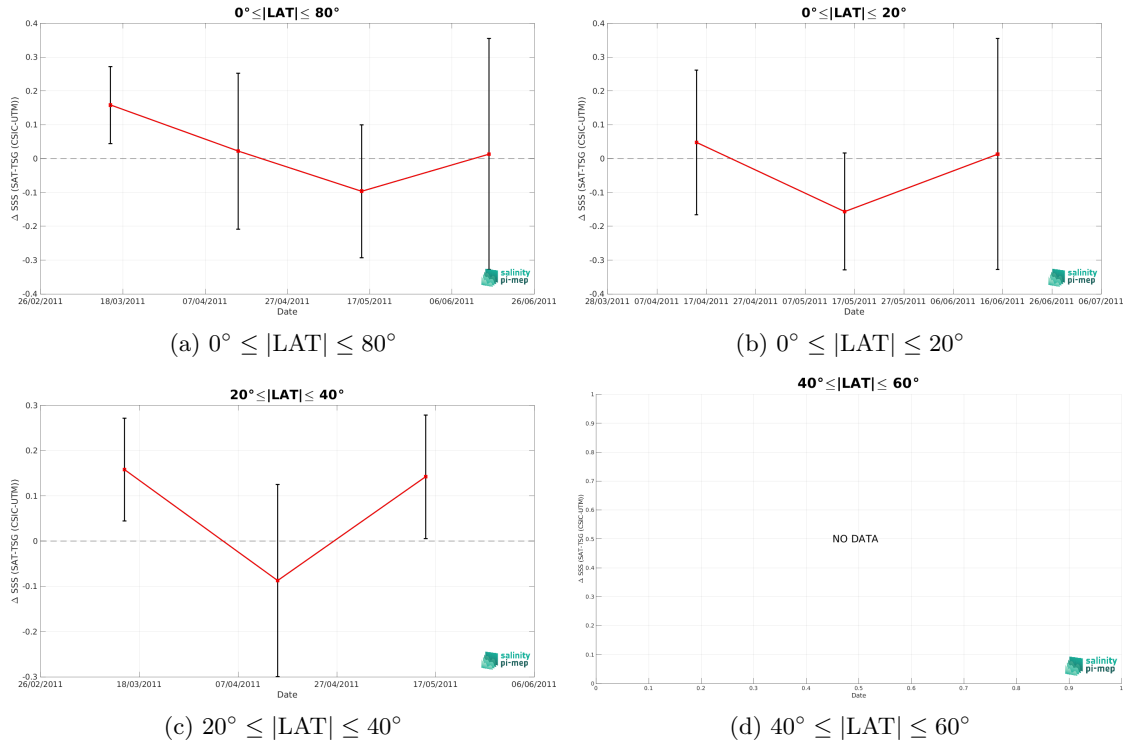 0°≤|LAT|≤ 80°
Δ SSS (SAT-TSG (CSIC-UTM))
0.4
0.3
0.2
0.1
0
-0.1
-0.2
-0.3
-0.4
26/02/2011 18/03/2011 07/04/2011 27/04/2011 17/05/2011 06/06/2011 26/06/2011
Date
salinity
pi-mep
(a) 0° ≤ |LAT| ≤ 80°
0°≤|LAT|≤ 20°
Δ SSS (SAT-TSG (CSIC-UTM))
0.4
0.3
0.2
0.1
0
-0.1
-0.2
-0.3
-0.4
28/03/2011 07/04/2011 17/04/2011 27/04/2011 07/05/2011 17/05/2011 27/05/2011 06/06/2011 16/06/2011 26/06/2011 06/07/2011
Date
salinity
pi-mep
(b) 0° ≤ |LAT| ≤ 20°
20°≤|LAT|≤ 40°
Δ SSS (SAT-TSG (CSIC-UTM))
0.3
0.2
0.1
0
-0.1
-0.2
-0.3
26/02/2011 18/03/2011 07/04/2011 27/04/2011 17/05/2011 06/06/2011
Date
salinity
pi-mep
(c) 20° ≤ |LAT| ≤ 40°
40°≤|LAT|≤ 60°
Δ SSS (SAT-TSG (CSIC-UTM))
1
0.9
0.8
0.7
0.6
0.5
0.4
0.3
0.2
0.1
0
NO DATA
0 0.1 0.2 0.3 0.4 0.5 0.6 0.7 0.8 0.9 1
Date
salinity
pi-mep
(d) 40° ≤ |LAT| ≤ 60°